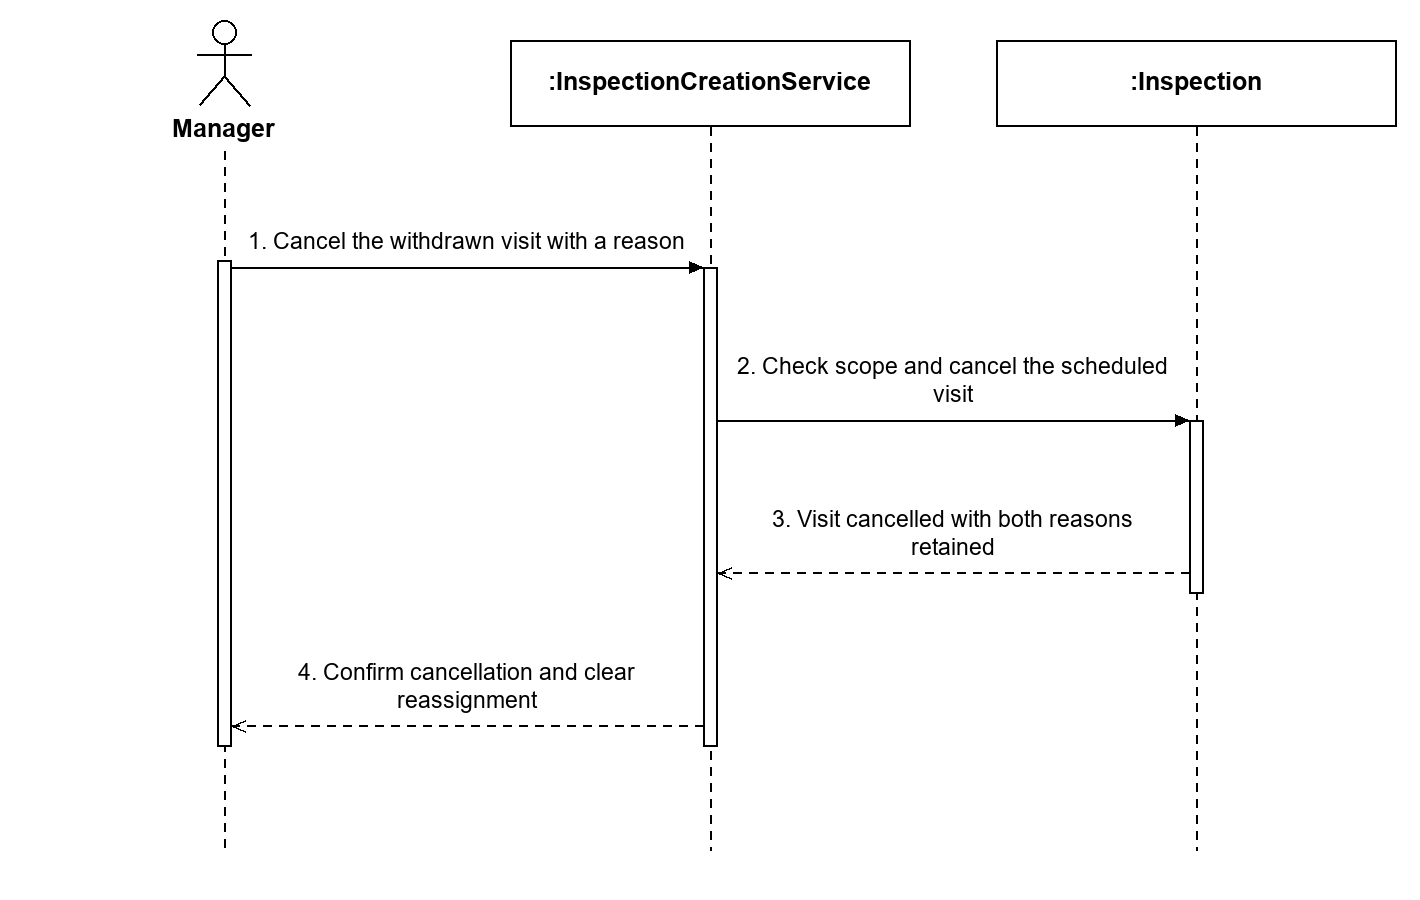 Manager
:InspectionCreationService
:Inspection
1. Cancel the withdrawn visit with a reason
2. Check scope and cancel the scheduled
visit
3. Visit cancelled with both reasons
retained
4. Confirm cancellation and clear
reassignment